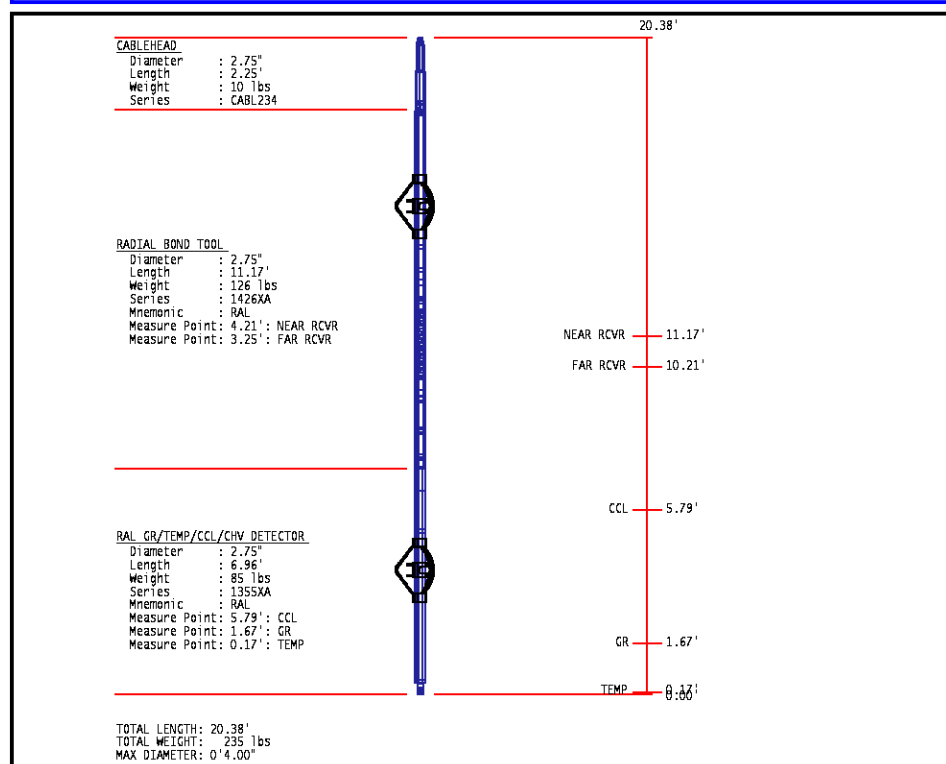 20.38'
CABLEHEAD
Diameter : 2.75"
Length : 2.25'
Weight : 10 lbs
Series : CABL234
RADIAL BOND TOOL
Diameter : 2.75"
Length : 11.17'
Weight : 126 lbs
Series : 1426XA
Mnemonic : RAL
Measure Point: 4.21': NEAR RCVR
Measure Point: 3.25': FAR RCVR
NEAR RCVR 11.17'
FAR RCVR 10.21'
CCL 5.79'
RAL GR/TEMP/CCL/CHV DETECTOR
Diameter : 2.75"
Length : 6.96'
Weight : 85 lbs
Series : 1355XA
Mnemonic : RAL
Measure Point: 5.79': CCL
Measure Point: 1.67': GR
Measure Point: 0.17': TEMP
GR 1.67'
TEMP 0.17'
0.00
TOTAL LENGTH: 20.38'
TOTAL WEIGHT: 235 lbs
MAX DIAMETER: 0'4.00"